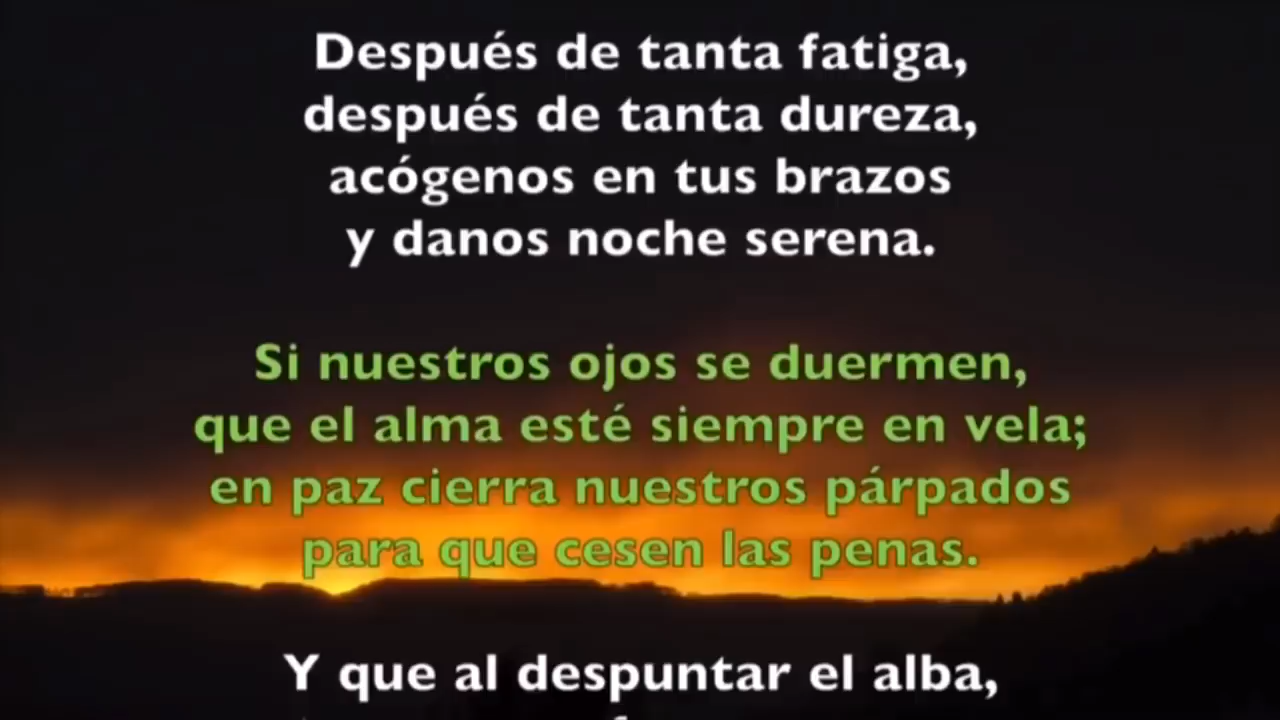 Después de tanta fatiga,
después de tanta dureza,
acógenos en tus brazos
y danos noche serena.
Si nuestros ojos se duermen,
que el alma esté siempre en vela;
en paz cierra nuestros párpados
para que cesen las penas.
Y que al despuntar el alba,